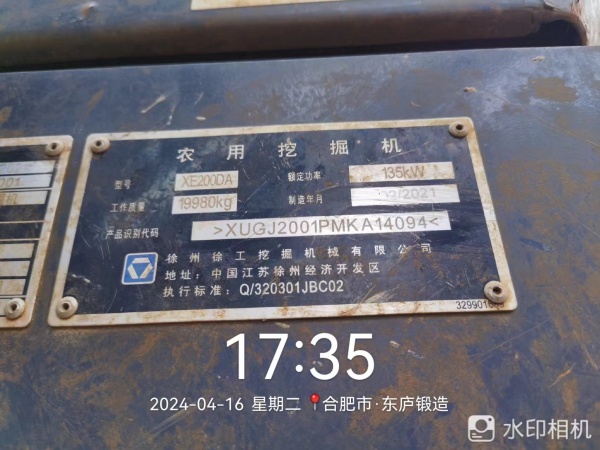 农用挖掘机
型号 XE200DA 额定功率 135kW
工作质量 19980kg 制造年月 02/2021
产品识别代码 >XUGJ2001PMKA14094<
徐州徐工挖掘机械有限公司
地址：中国江苏徐州经济开发区
执行标准：Q/320301JBC02
17:35
2024-04-16 星期二 合肥市·东庐锻造
水印相机